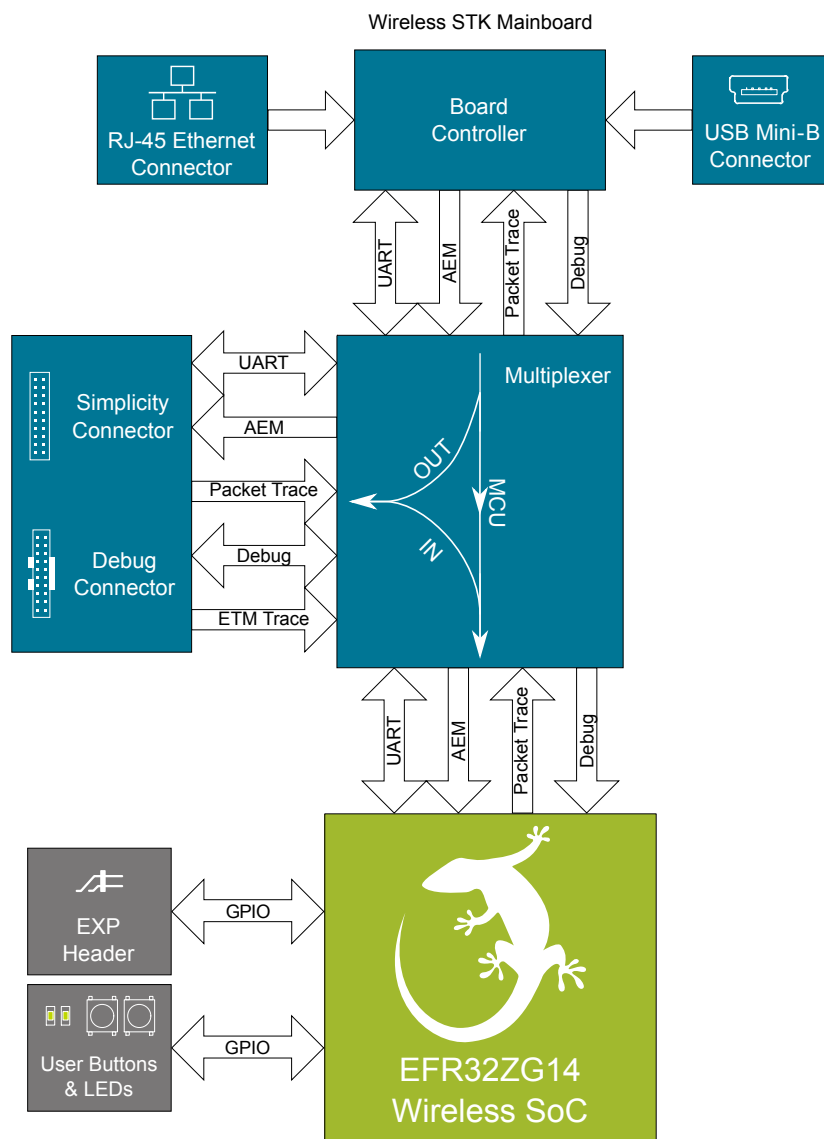 Wireless STK Mainboard
RJ-45 Ethernet
Connector
Board
Controller
USB Mini-B
Connector
UART
AEM
Packet Trace
Debug
Simplicity
Connector
Debug
Connector
UART
AEM
Packet Trace
Debug
ETM Trace
Multiplexer
OUT
MCU
IN
UART
AEM
Packet Trace
Debug
EXP
Header
GPIO
User Buttons
& LEDs
GPIO
EFR32ZG14
Wireless SoC